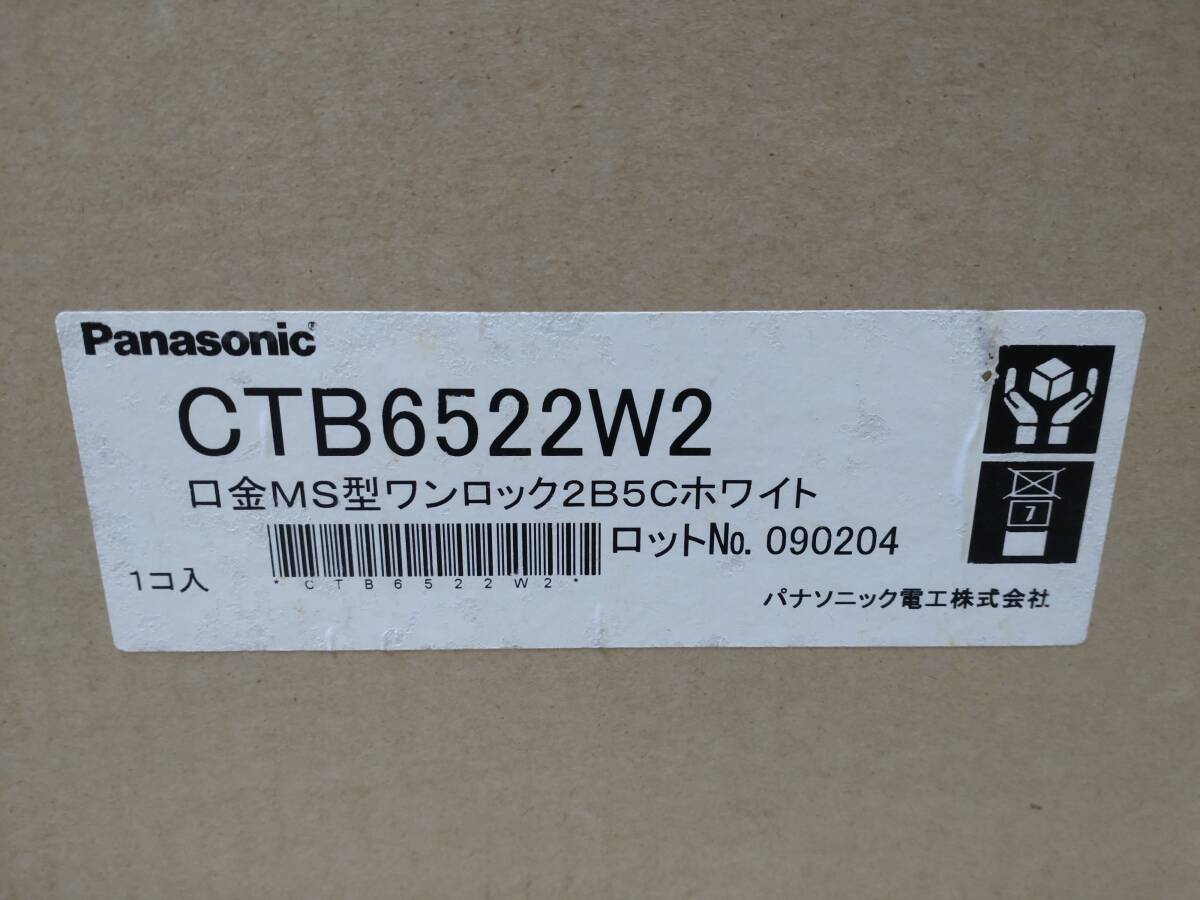 Panasonic®
CTB6522W2
口金MS型ワンロック2B5Cホワイト
ロットNo. 090204
*CTB6522W2*
1コ入
パナソニック電工株式会社
7